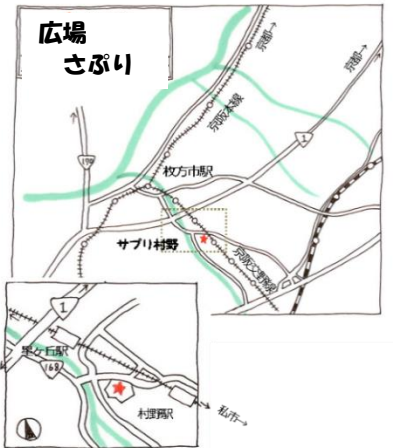 広場
さぷり
京都→
京都→
京阪本線
1
170
枚方市駅
サプリ村野
京阪交野線
1
星ヶ丘駅
168
村野駅
私市→